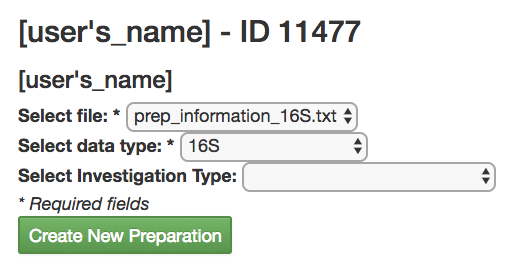 [user's_name] - ID 11477
[user's_name]
Select file: * prep_information_16S.txt
Select data type: * 16S
Select Investigation Type:
* Required fields
Create New Preparation